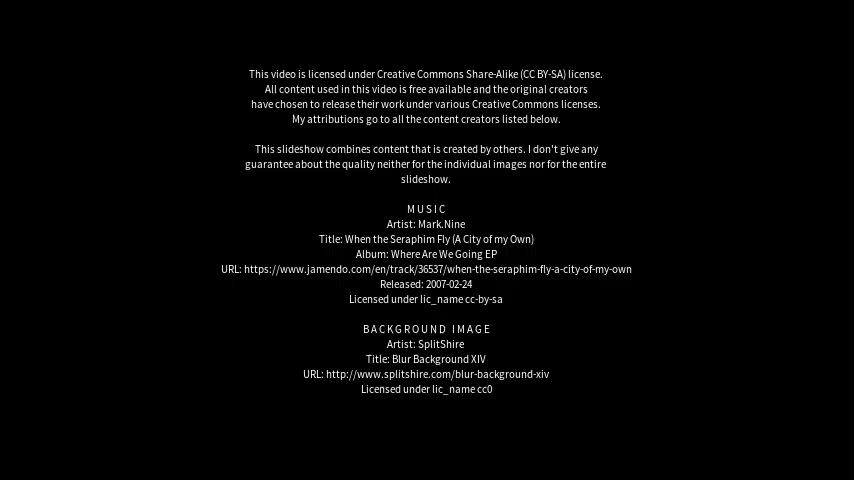 This video is licensed under Creative Commons Share-Alike (CC BY-SA) license.
All content used in this video is free available and the original creators
have chosen to release their work under various Creative Commons licenses.
My attributions go to all the content creators listed below.
This slideshow combines content that is created by others. I don't give any
guarantee about the quality neither for the individual images nor for the entire
slideshow.
M U S I C
Artist: Mark.Nine
Title: When the Seraphim Fly (A City of my Own)
Album: Where Are We Going EP
URL: https://www.jamendo.com/en/track/36537/when-the-seraphim-fly-a-city-of-my-own
Released: 2007-02-24
Licensed under lic_name cc-by-sa
B A C K G R O U N D   I M A G E
Artist: SplitShire
Title: Blur Background XIV
URL: http://www.splitshire.com/blur-background-xiv
Licensed under lic_name cc0